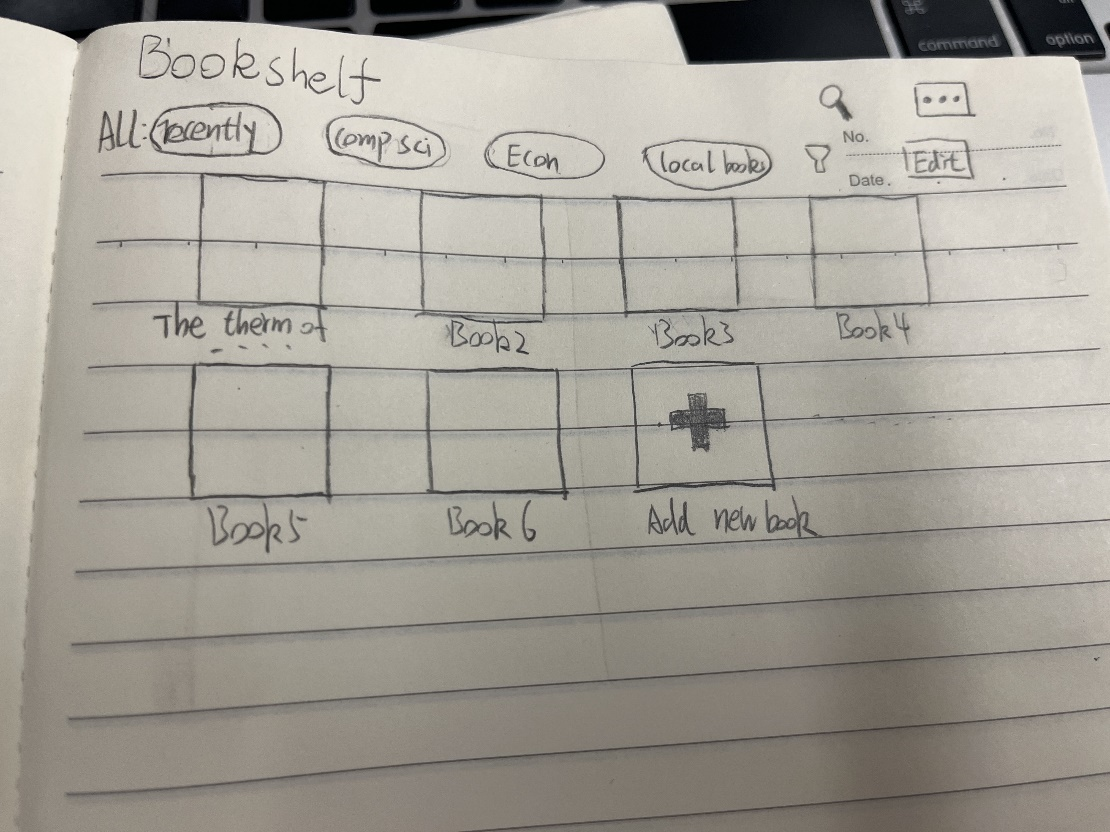 command
option
Bookshelf
...
No.
ALL: recently comp sci Econ local books Edit
Date.
The therm of
Book2 Book3 Book4
Book5 Book 6 Add new book